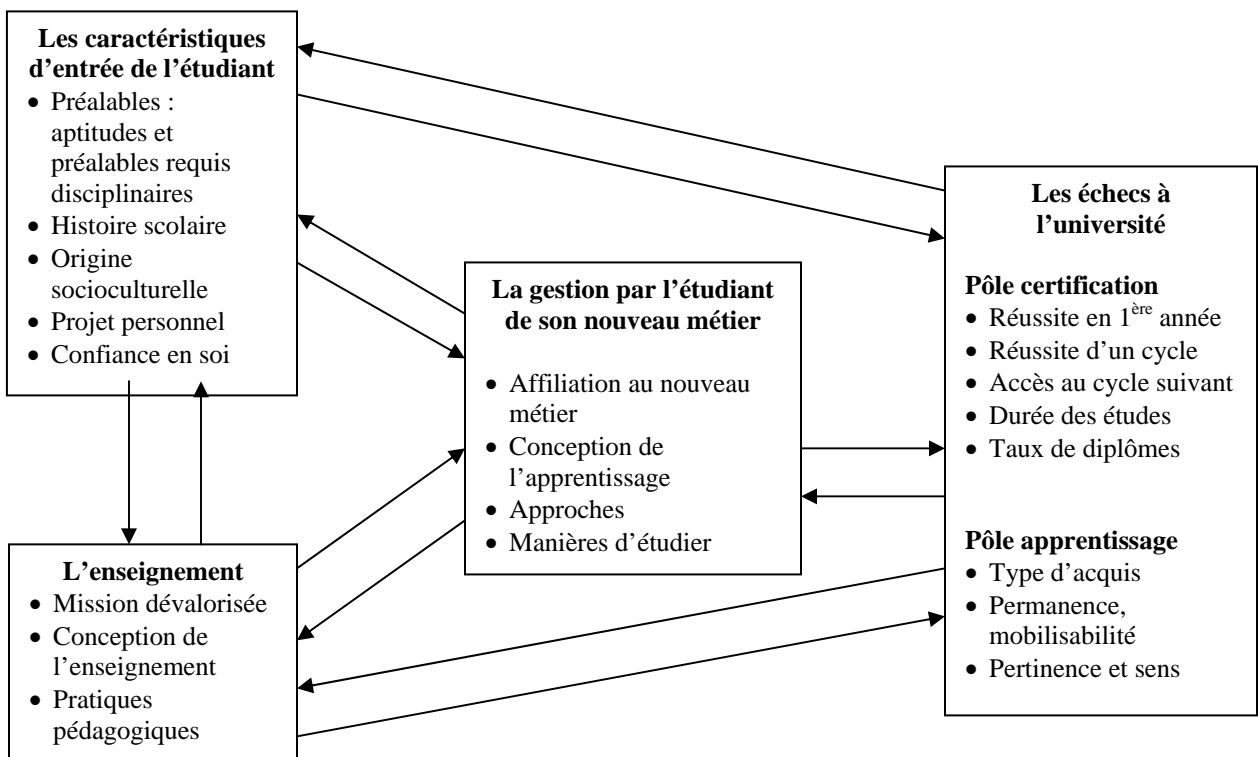 Les caractéristiques
d’entrée de l’étudiant
• Préalables :
aptitudes et
préalables requis
disciplinaires
• Histoire scolaire
• Origine
socioculturelle
• Projet personnel
• Confiance en soi
L’enseignement
• Mission dévalorisée
• Conception de
l’enseignement
• Pratiques
pédagogiques
La gestion par l’étudiant
de son nouveau métier
• Affiliation au nouveau
métier
• Conception de
l’apprentissage
• Approches
• Manières d’étudier
Les échecs à
l’université
Pôle certification
• Réussite en 1ère année
• Réussite d’un cycle
• Accès au cycle suivant
• Durée des études
• Taux de diplômes
Pôle apprentissage
• Type d’acquis
• Permanence,
mobilisabilité
• Pertinence et sens